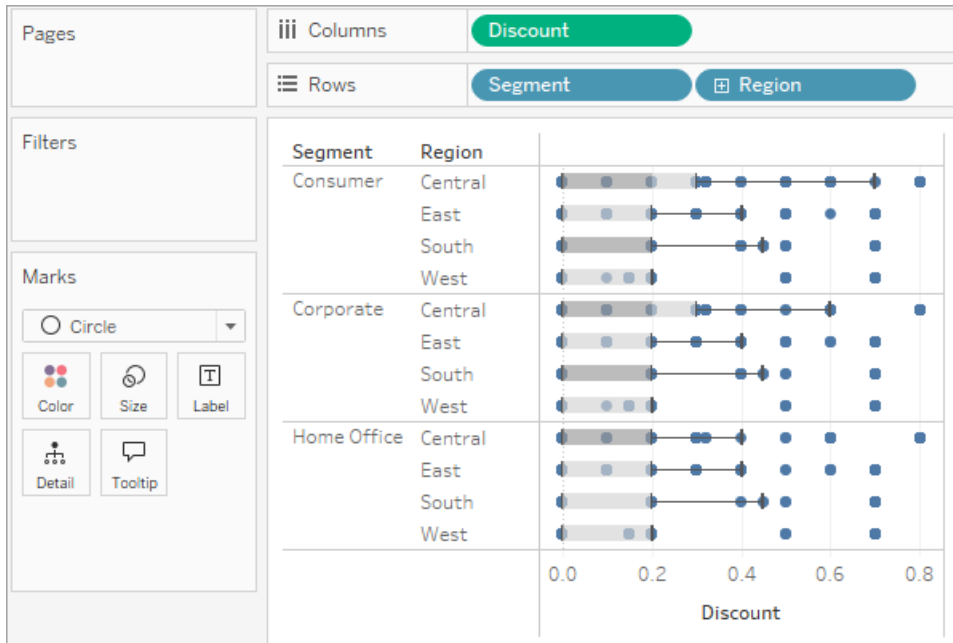 Pages
Columns
Discount
Rows
Segment
Region
Filters
Marks
Circle
Color
Size
Label
Detail
Tooltip
Segment Region
Consumer Central
East
South
West
Corporate Central
East
South
West
Home Office Central
East
South
West
0.0 0.2 0.4 0.6 0.8
Discount